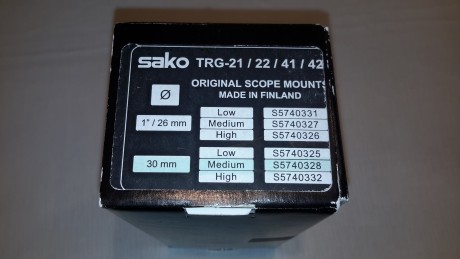 sako TRG-21 / 22 / 41 / 42
ORIGINAL SCOPE MOUNTS
MADE IN FINLAND
Ø
1" / 26 mm
Low S5740331
Medium S5740327
High S5740326
30 mm
Low S5740325
Medium S5740328
High S5740332